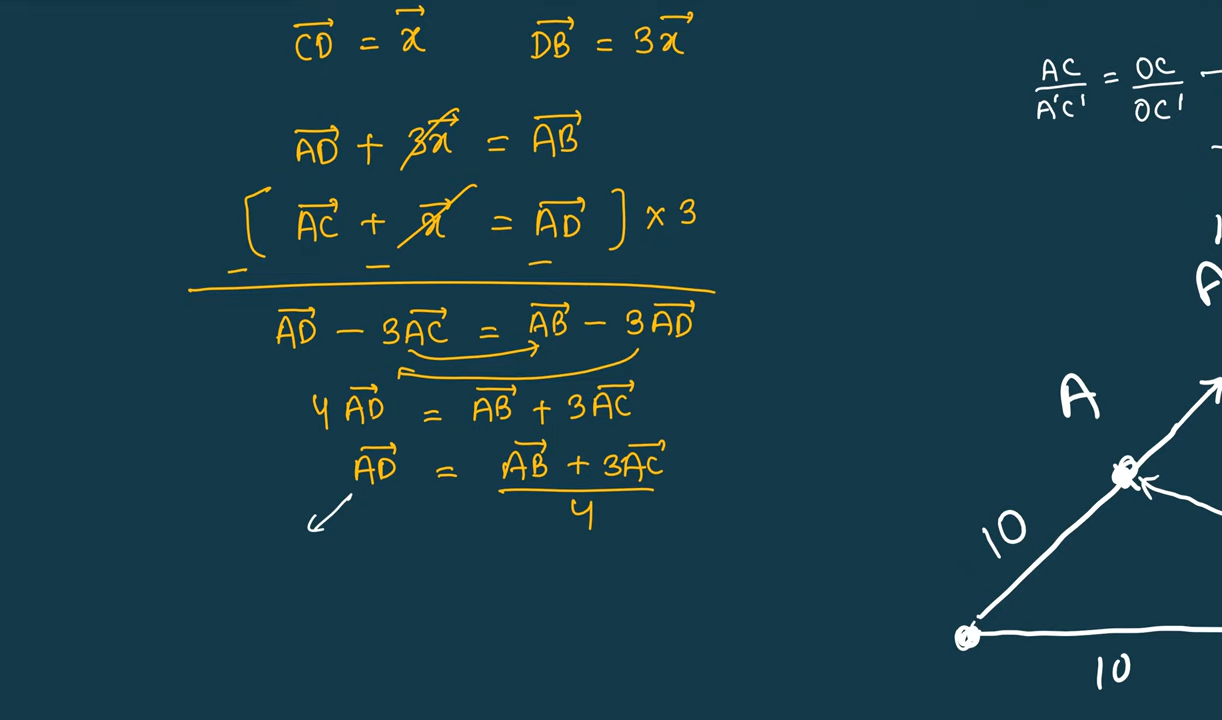 CD⃗ = x⃗    DB⃗ = 3x⃗
AD⃗ + 3x⃗ = AB⃗
[ AC⃗ + x⃗ = AD⃗ ] × 3
− − −
AD⃗ − 3AC⃗ = AB⃗ − 3AD⃗
4 AD⃗ = AB⃗ + 3AC⃗
AD⃗ = (AB⃗ + 3AC⃗) / 4
AC / A'C' = OC / OC' −
A
A
10
10